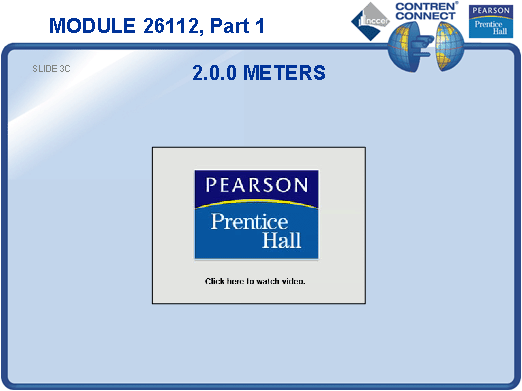 MODULE 26112, Part 1
nccer
CONTREN®
CONNECT
PEARSON
Prentice
Hall
SLIDE 3C
2.0.0 METERS
PEARSON
Prentice
Hall
Click here to watch video.